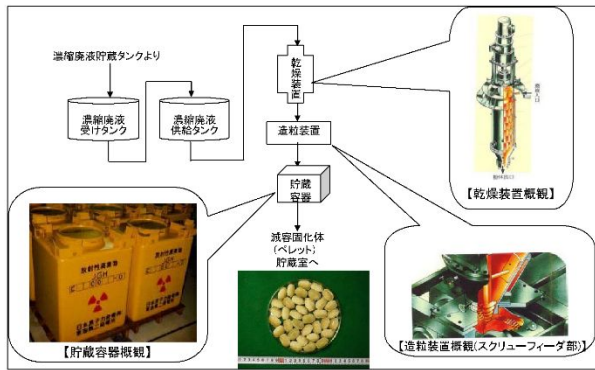 濃縮廃液貯蔵タンクより
濃縮廃液
受けタンク
濃縮廃液
供給タンク
乾燥
装置
造粒装置
貯蔵
容器
減容固化体
(ペレット)
貯蔵室へ
【乾燥装置概観】
【造粒装置概観(スクリューフィーダ部)】
【貯蔵容器概観】